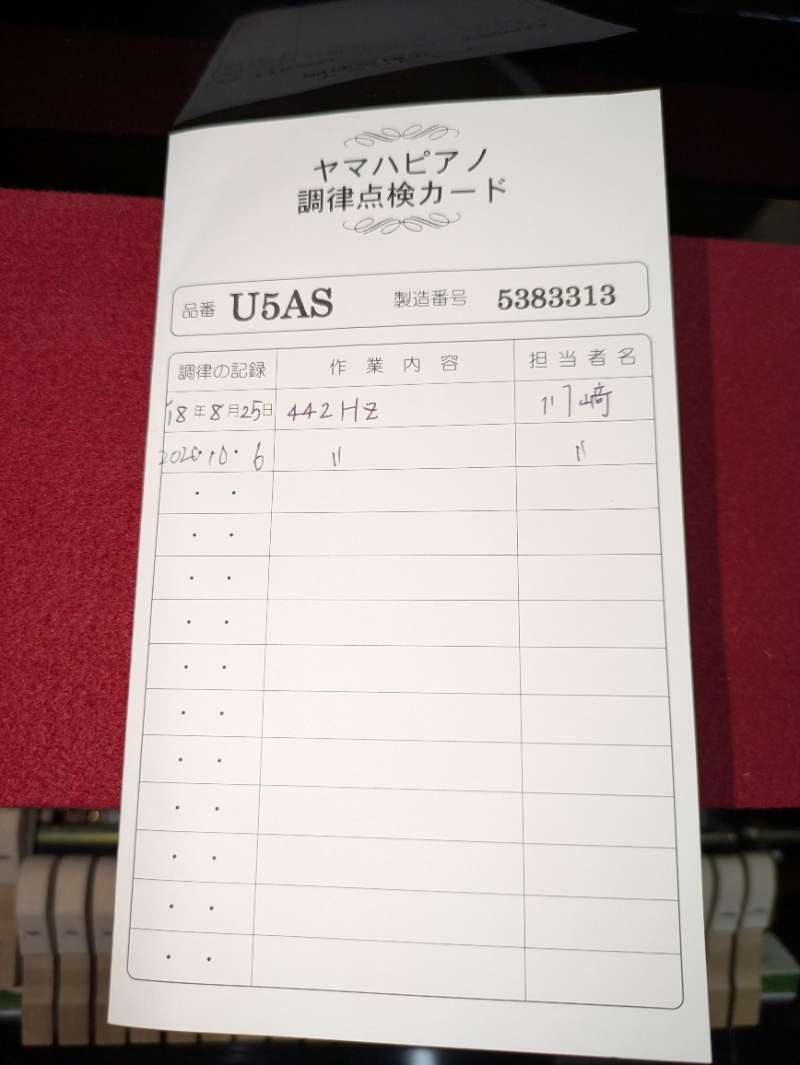 ヤマハピアノ
調律点検カード
品番 U5AS 製造番号 5383313
調律の記録 作業内容 担当者名
'18年8月25日 442HZ 川﨑
2020・10・6 〃 〃